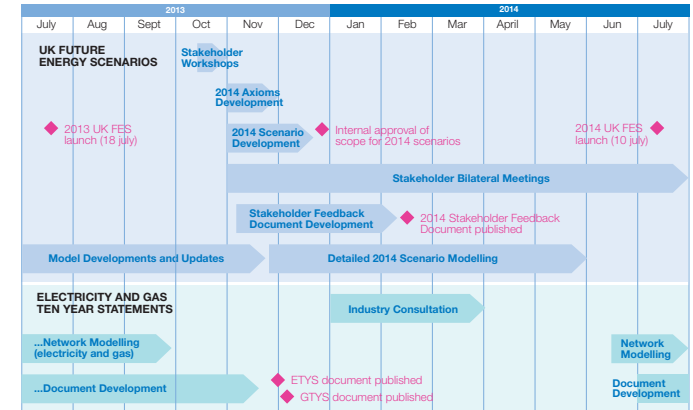 2013
2014
July
Aug
Sept
Oct
Nov
Dec
Jan
Feb
Mar
April
Jun
July
UK FUTURE
ENERGY SCENARIOS
Stakeholder
Workshops
2014 Axioms
Development
2013 UK FES
launch (18 july)
2014 Scenario
Development
Internal approval of
scope for 2014 scenarios
2014 UK FES
launch (10 july)
Stakeholder Bilateral Meetings
Stakeholder Feedback
Document Development
2014 Stakeholder Feedback
Document published
Model Developments and Updates
Detailed 2014 Scenario Modelling
ELECTRICITY AND GAS
TEN YEAR STATEMENTS
Industry Consultation
...Network Modelling
(electricity and gas)
Network
Modelling
...Document Development
ETYS document published
GTYS document published
Document
Development